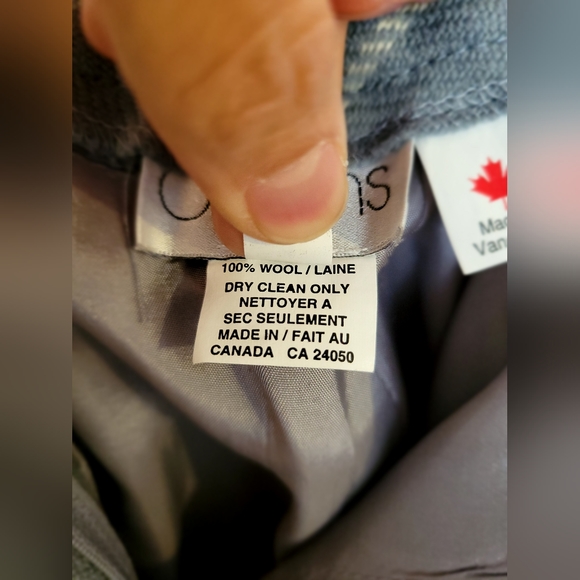 100% WOOL / LAINE
DRY CLEAN ONLY
NETTOYER A
SEC SEULEMENT
MADE IN / FAIT AU
CANADA CA 24050